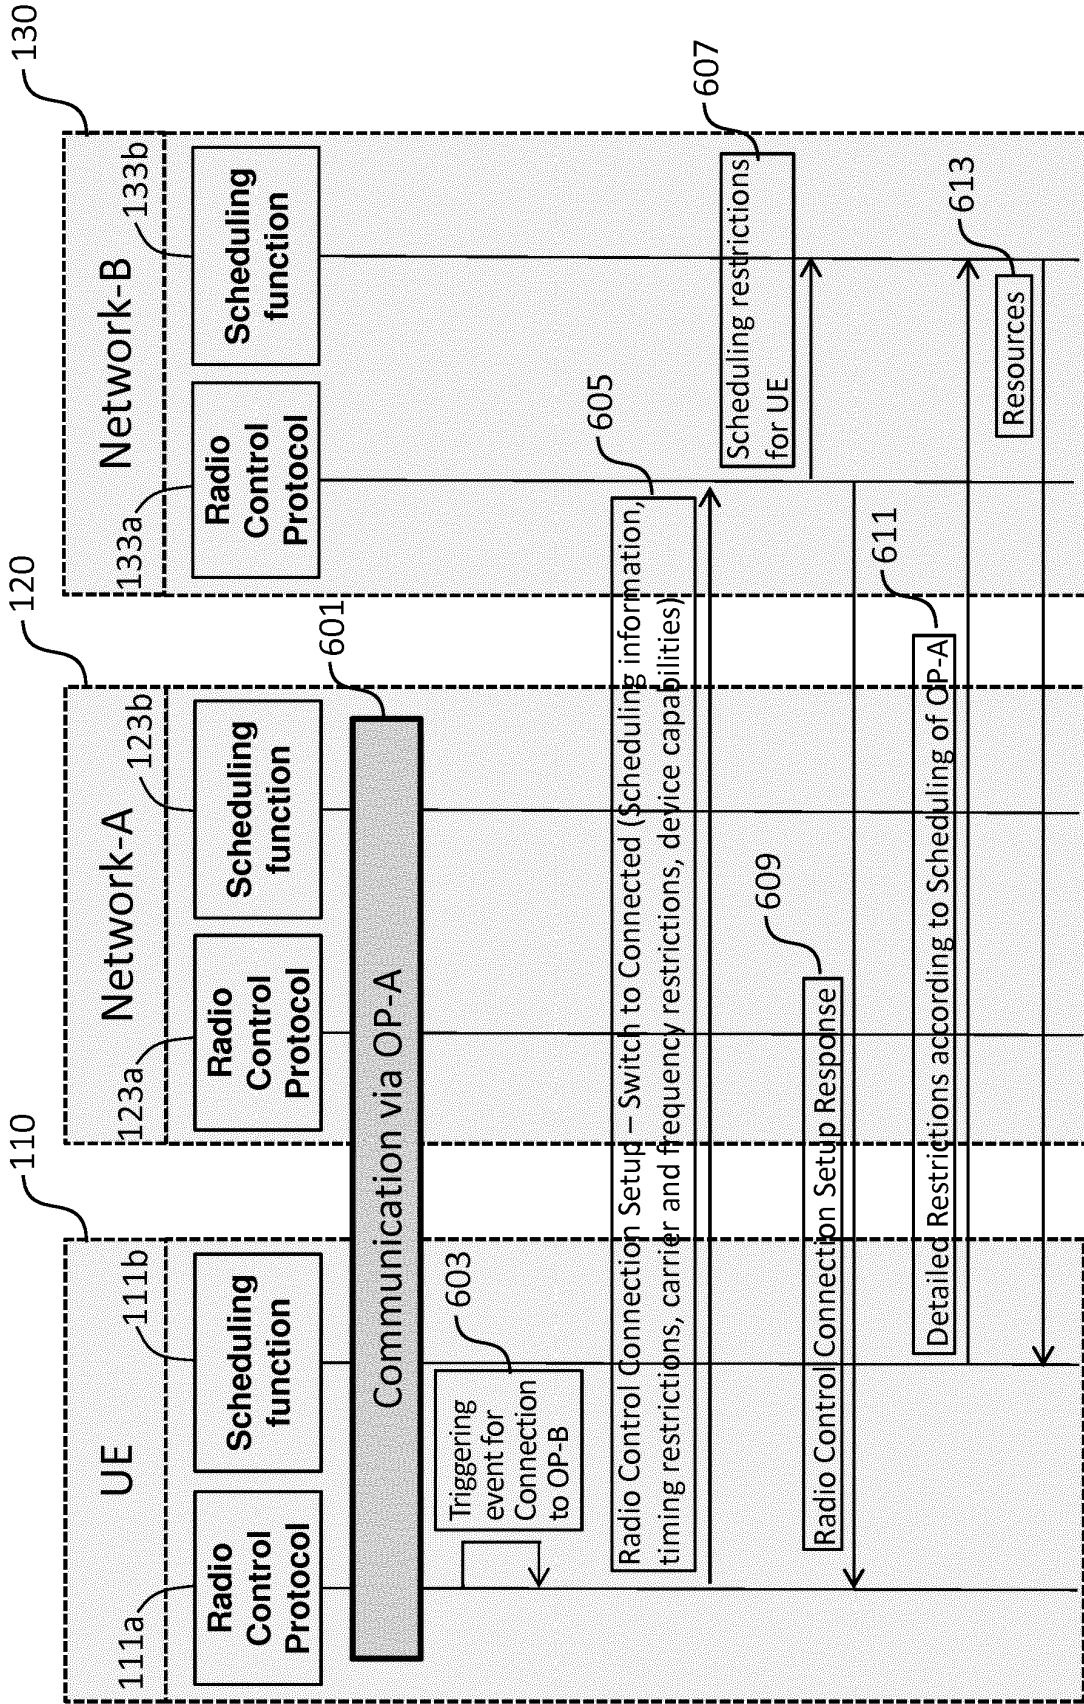 110
120
130
UE
Network-A
Network-B
111a
111b
123a
123b
133a
133b
Radio
Control
Protocol
Scheduling
function
Radio
Control
Protocol
Scheduling
function
Radio
Control
Protocol
Scheduling
function
601
Communication via OP-A
603
Triggering
event for
Connection
to OP-B
605
Radio Control Connection Setup – Switch to Connected (Scheduling information,
timing restrictions, carrier and frequency restrictions, device capabilities)
607
Scheduling restrictions
for UE
609
Radio Control Connection Setup Response
611
Detailed Restrictions according to Scheduling of OP-A
613
Resources